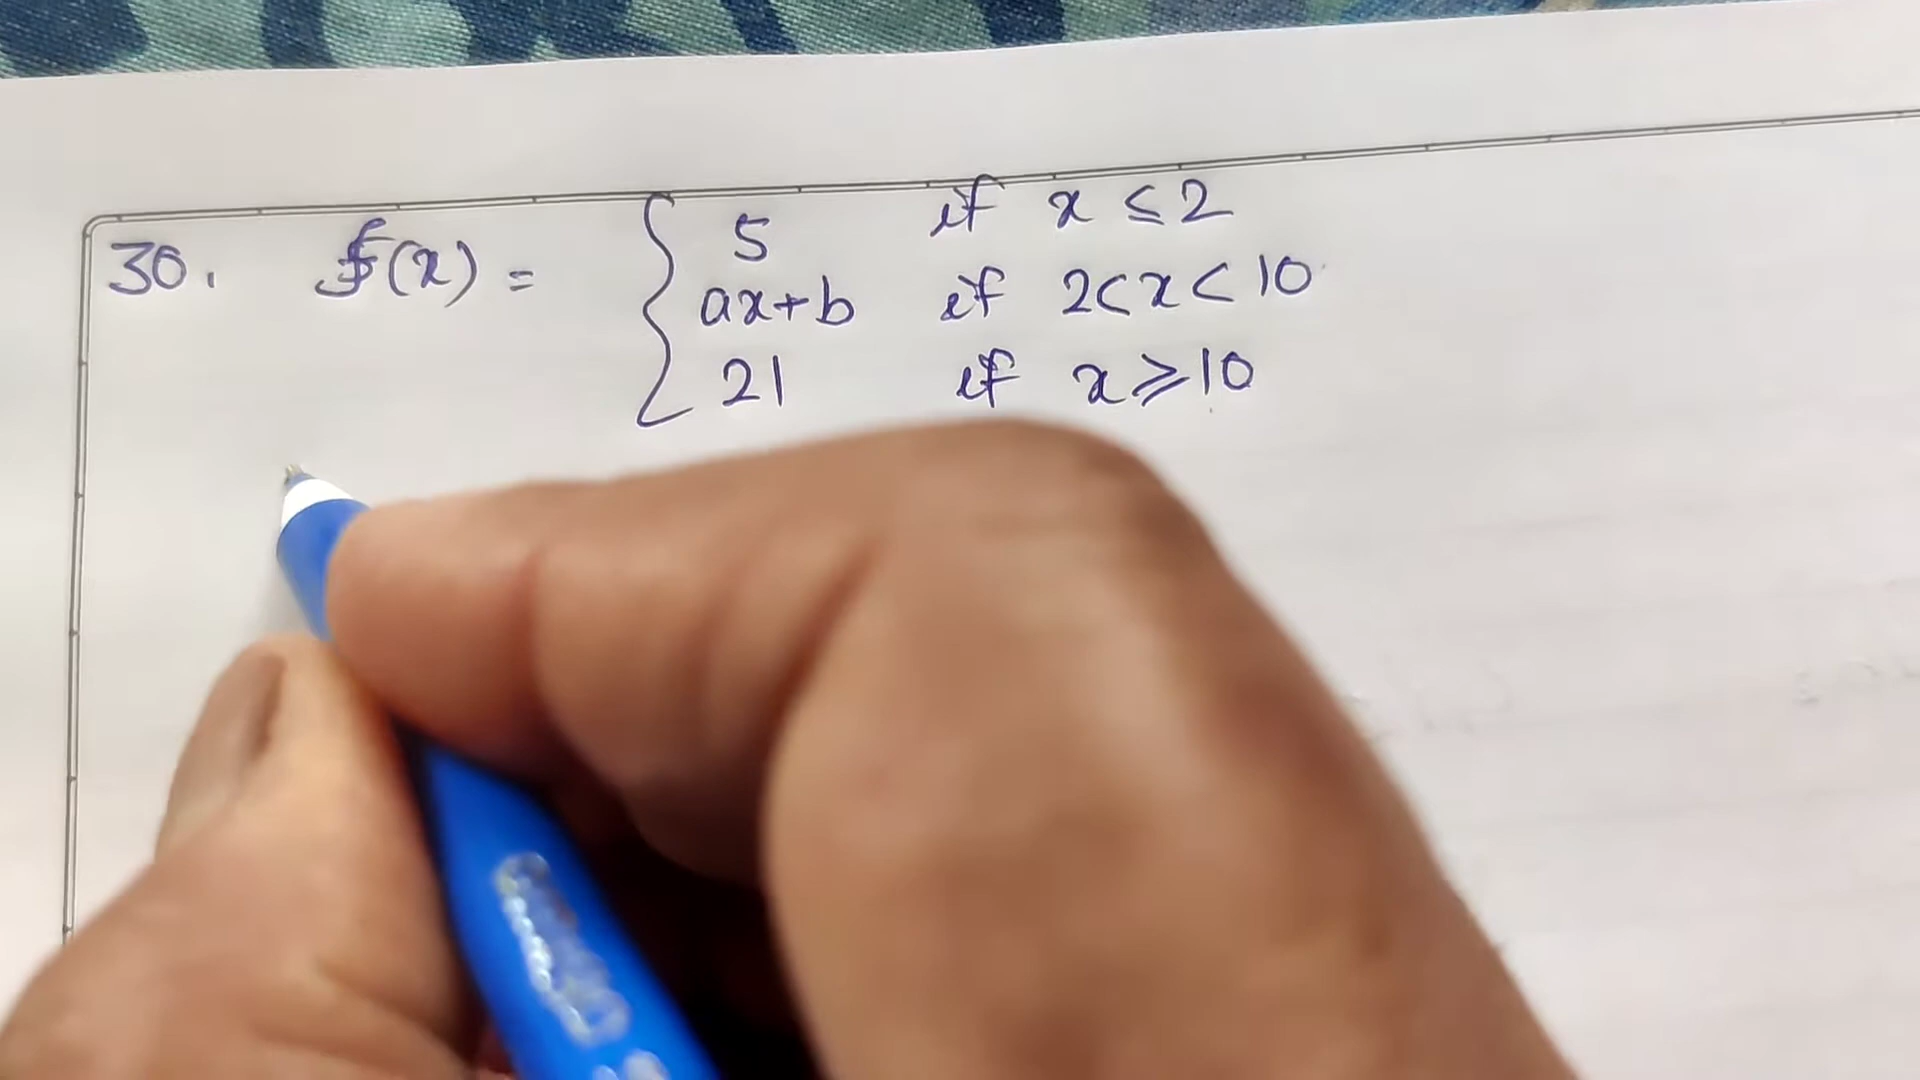 30. f(x) = { 5 if x ≤ 2
ax+b if 2<x<10
21 if x ≥ 10